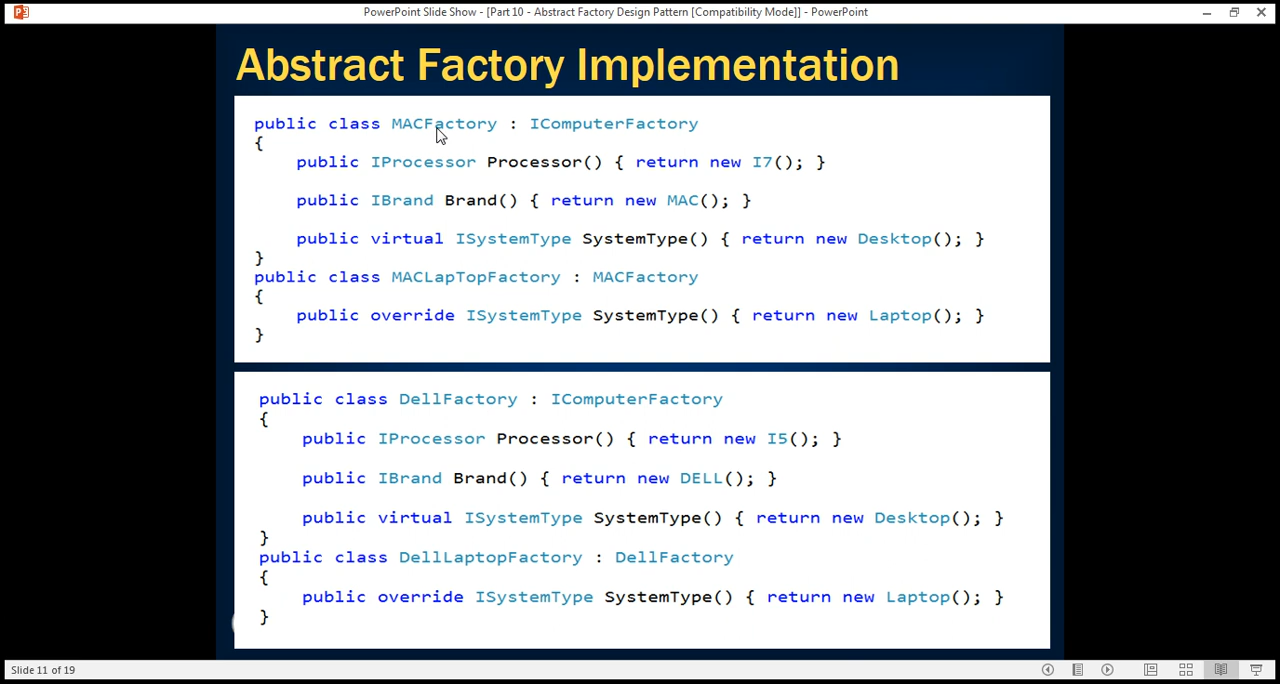 PowerPoint Slide Show - [Part 10 - Abstract Factory Design Pattern [Compatibility Mode]] - PowerPoint
Abstract Factory Implementation
public class MACFactory : IComputerFactory
{
public IProcessor Processor() { return new I7(); }
public IBrand Brand() { return new MAC(); }
public virtual ISystemType SystemType() { return new Desktop(); }
}
public class MACLapTopFactory : MACFactory
{
public override ISystemType SystemType() { return new Laptop(); }
}
public class DellFactory : IComputerFactory
{
public IProcessor Processor() { return new I5(); }
public IBrand Brand() { return new DELL(); }
public virtual ISystemType SystemType() { return new Desktop(); }
}
public class DellLaptopFactory : DellFactory
{
public override ISystemType SystemType() { return new Laptop(); }
}
Slide 11 of 19